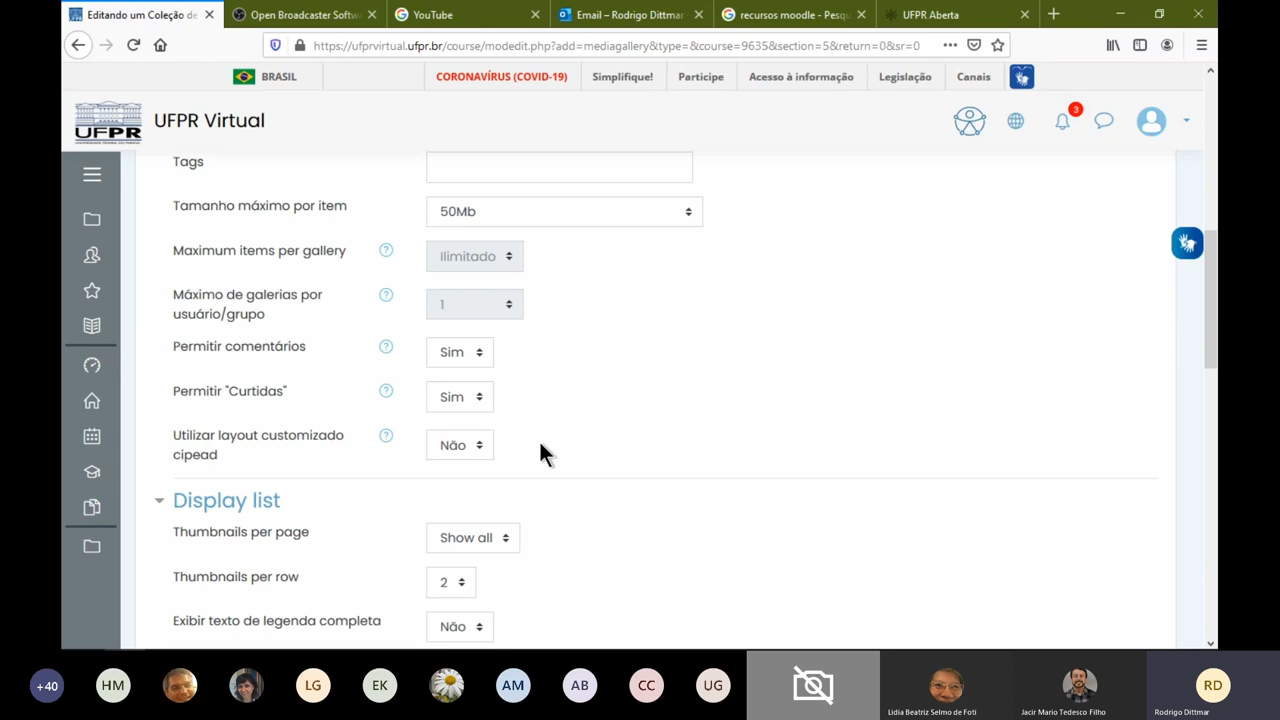 Editando um Coleção de
Open Broadcaster Softw
YouTube
Email – Rodrigo Dittmar
recursos moodle - Pesqu
UFPR Aberta
https://ufprvirtual.ufpr.br/course/modedit.php?add=mediagallery&type=&course=9635&section=5&return=0&sr=0
BRASIL
CORONAVÍRUS (COVID-19)
Simplifique!
Participe
Acesso à informação
Legislação
Canais
UFPR
UFPR Virtual
3
Tags
Tamanho máximo por item
50Mb
Maximum items per gallery
Ilimitado
Máximo de galerias por
usuário/grupo
1
Permitir comentários
Sim
Permitir "Curtidas"
Sim
Utilizar layout customizado
cipead
Não
Display list
Thumbnails per page
Show all
Thumbnails per row
2
Exibir texto de legenda completa
Não
+40
HM
LG
EK
AM
AB
CC
UG
RD
Lidia Beatriz Selmo de Foti
Jacir Mario Tedesco Filho
Rodrigo Dittmar